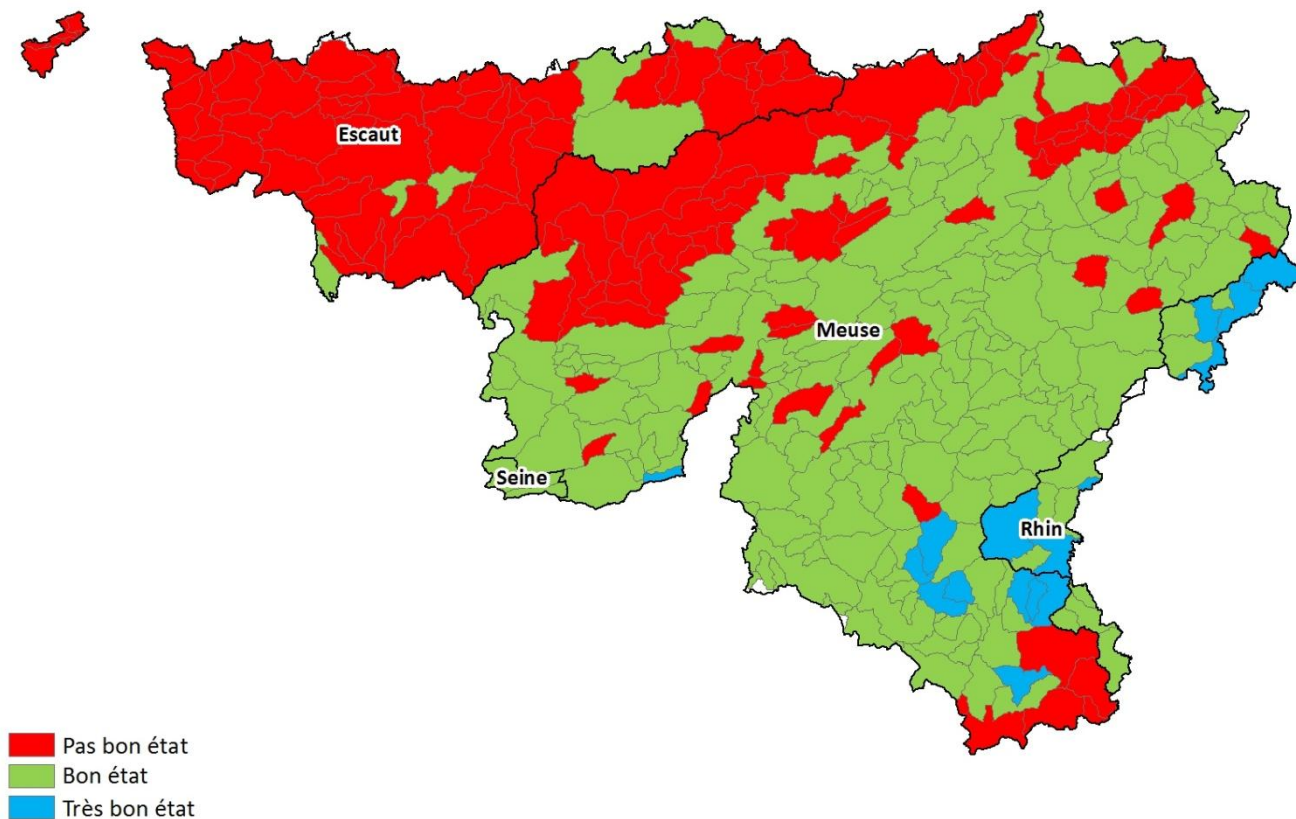 Escaut
Meuse
Seine
Rhin
Pas bon état
Bon état
Très bon état